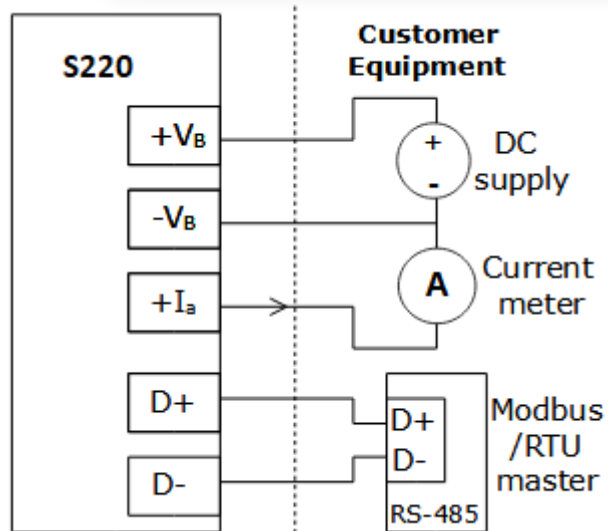 S220
+VB
-VB
+Ia
D+
D-
Customer
Equipment
+
-
DC
supply
A
Current
meter
D+
D-
RS-485
Modbus
/RTU
master